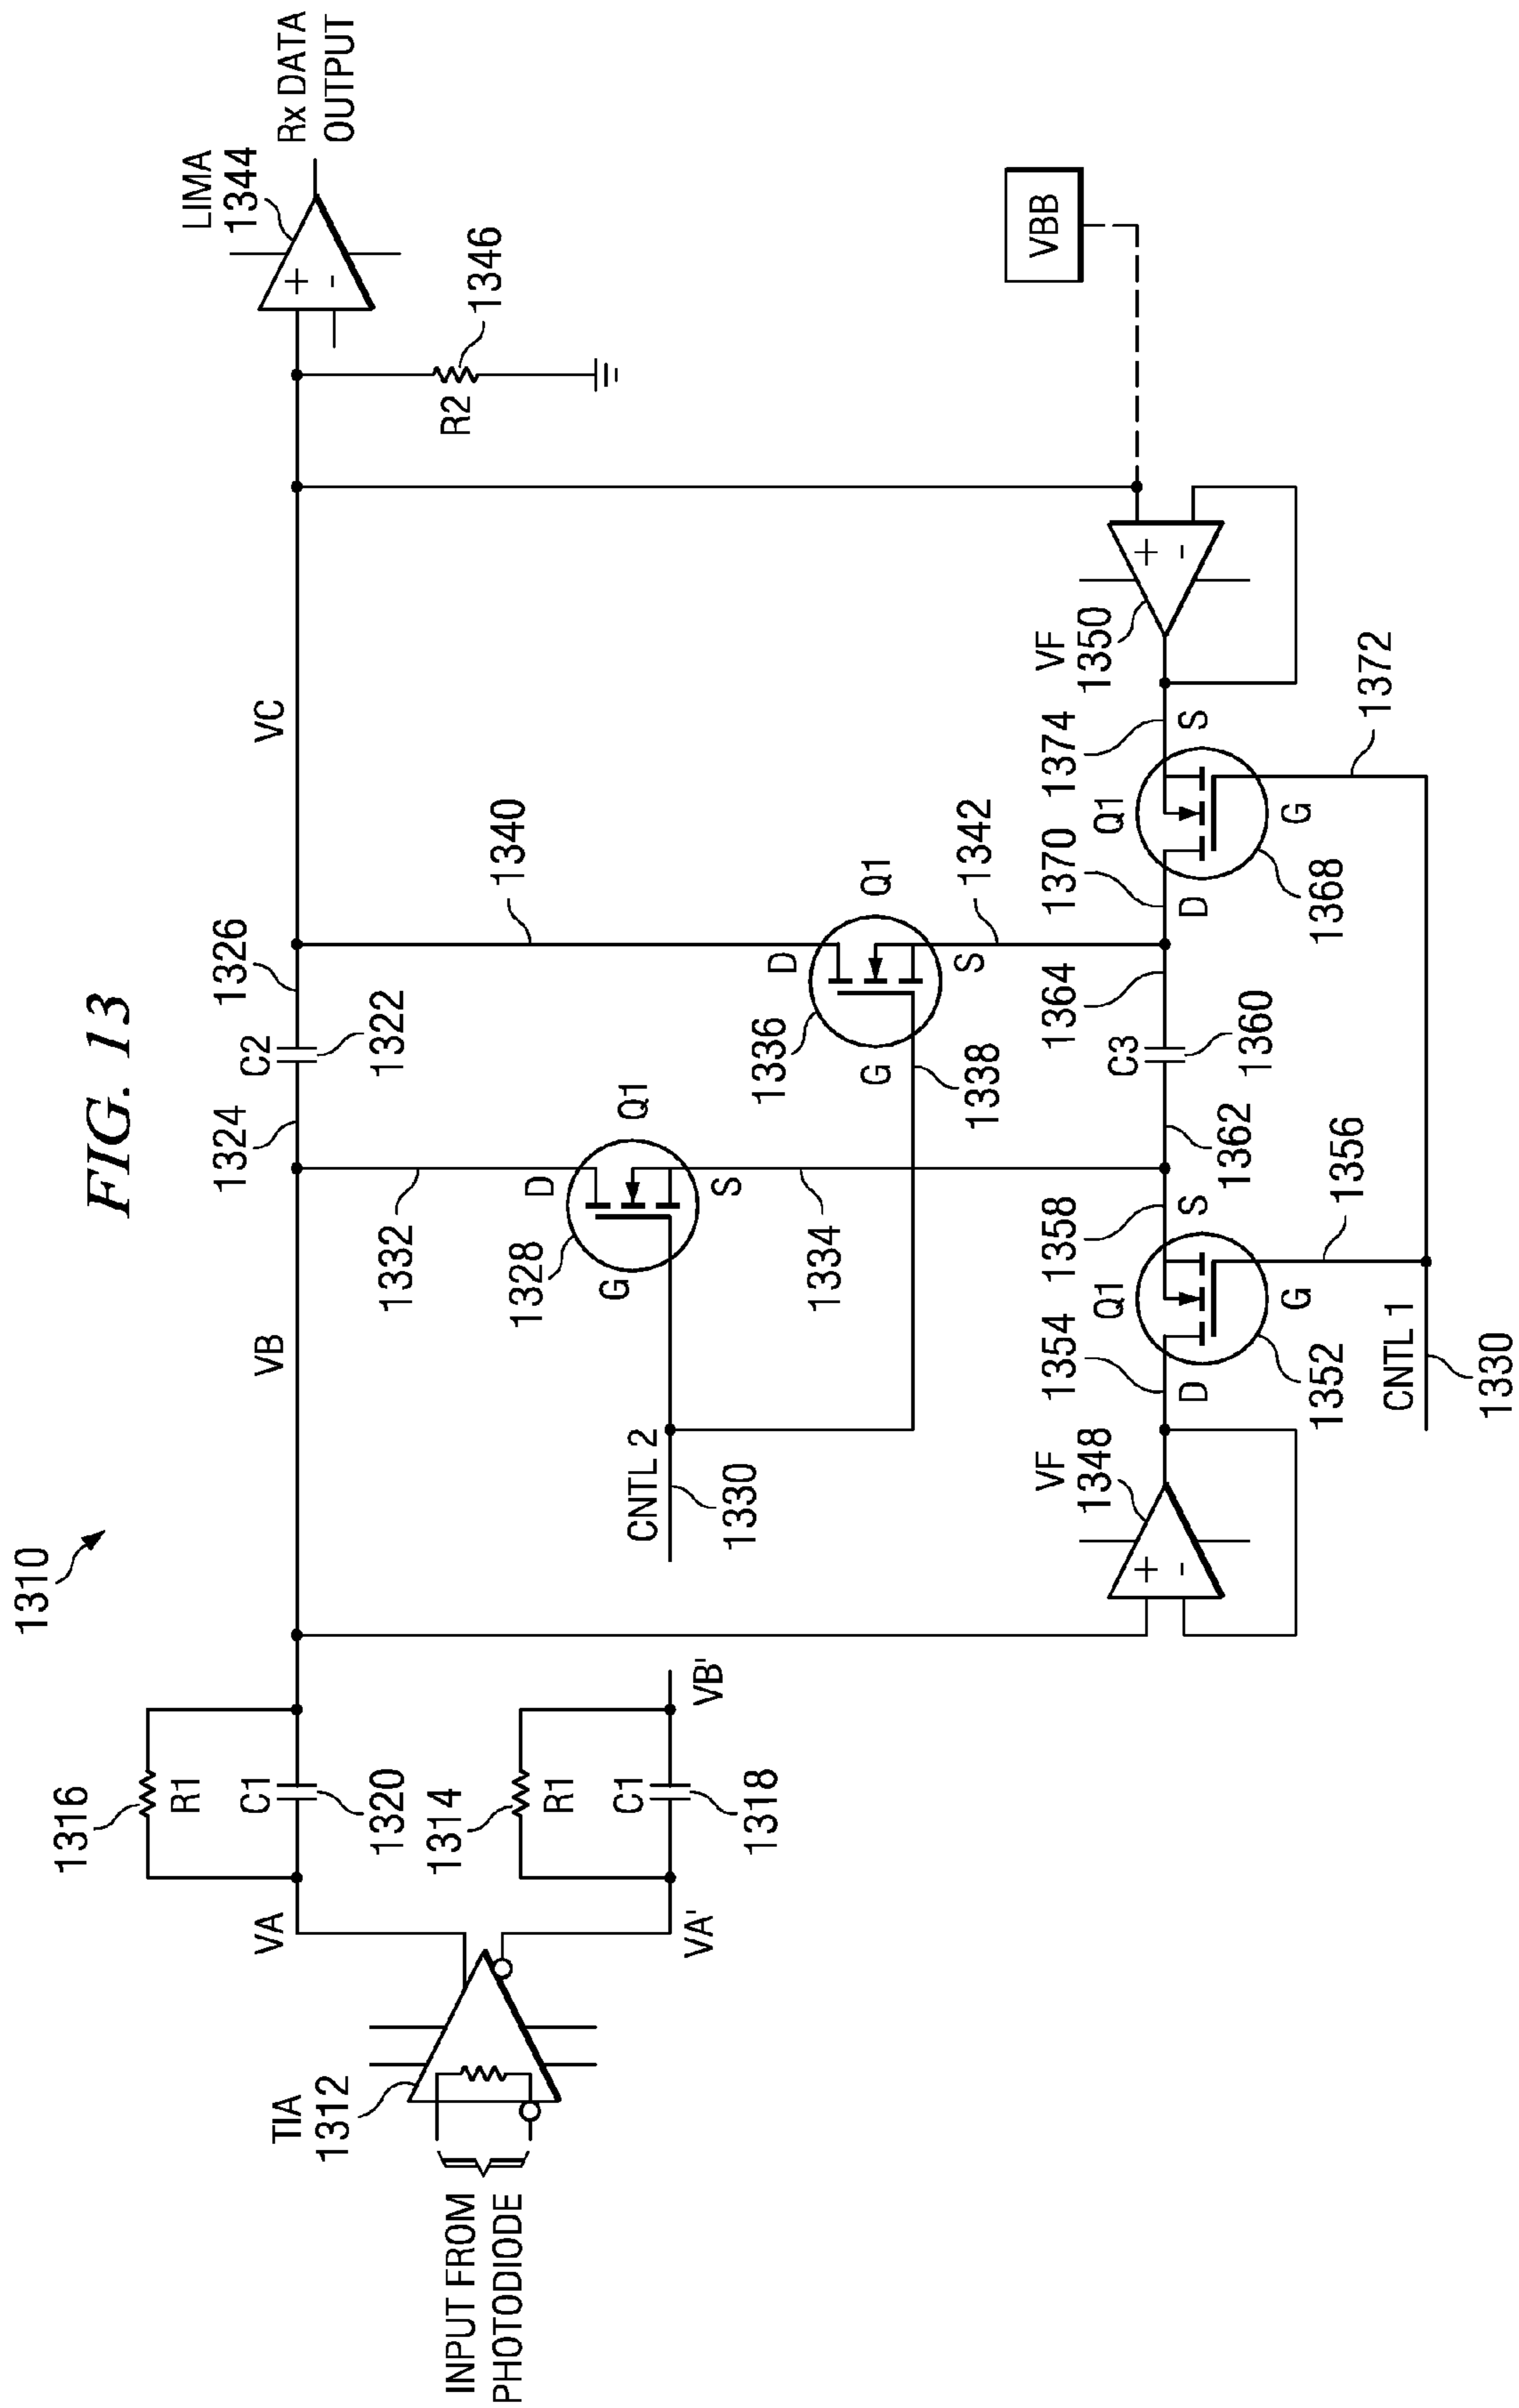 FIG. 13
1310
1316
R1
VA
C1
1320
1314
R1
C1
VA'
VB'
1318
TIA
1312
INPUT FROM
PHOTODIODE
VB
1324
C2
1326
1322
VC
LIMA
1344
+
-
Rx DATA
OUTPUT
R2
1346
1332
D
Q1
1328
G
S
1334
CNTL 2
1330
1340
D
Q1
1336
G
S
1338
1342
VBB
VF
1348
+
-
1354
D
Q1
1358
S
G
1352
1356
1362
C3
1364
1360
1370
D
Q1
1374
S
G
1368
1372
VF
1350
+
-
CNTL 1
1330